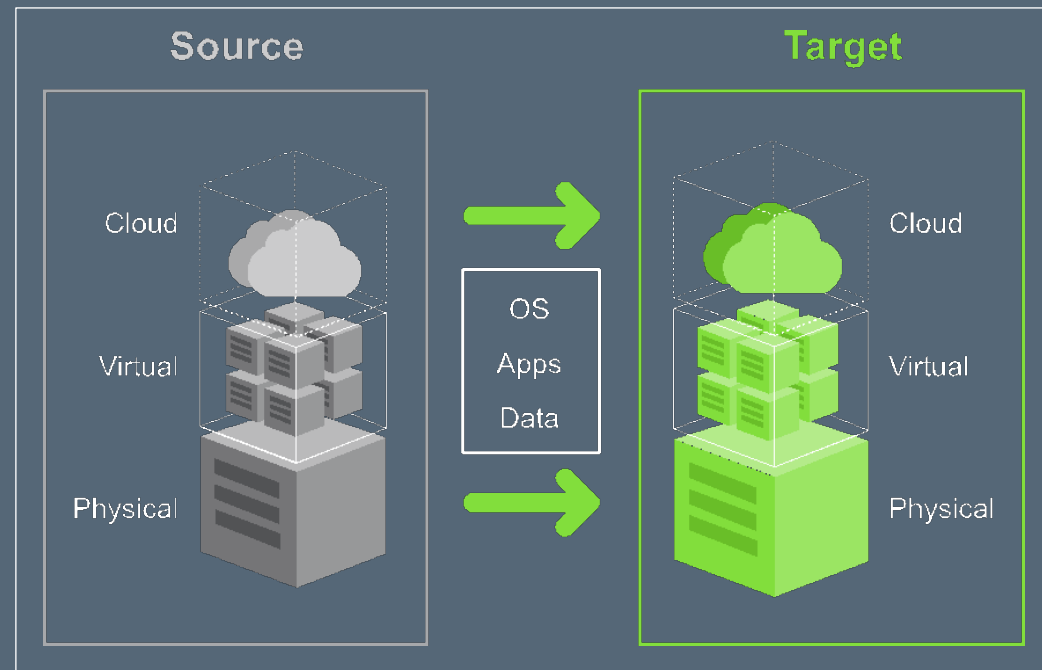 Source
Target
Cloud
Virtual
Physical
OS
Apps
Data
Cloud
Virtual
Physical